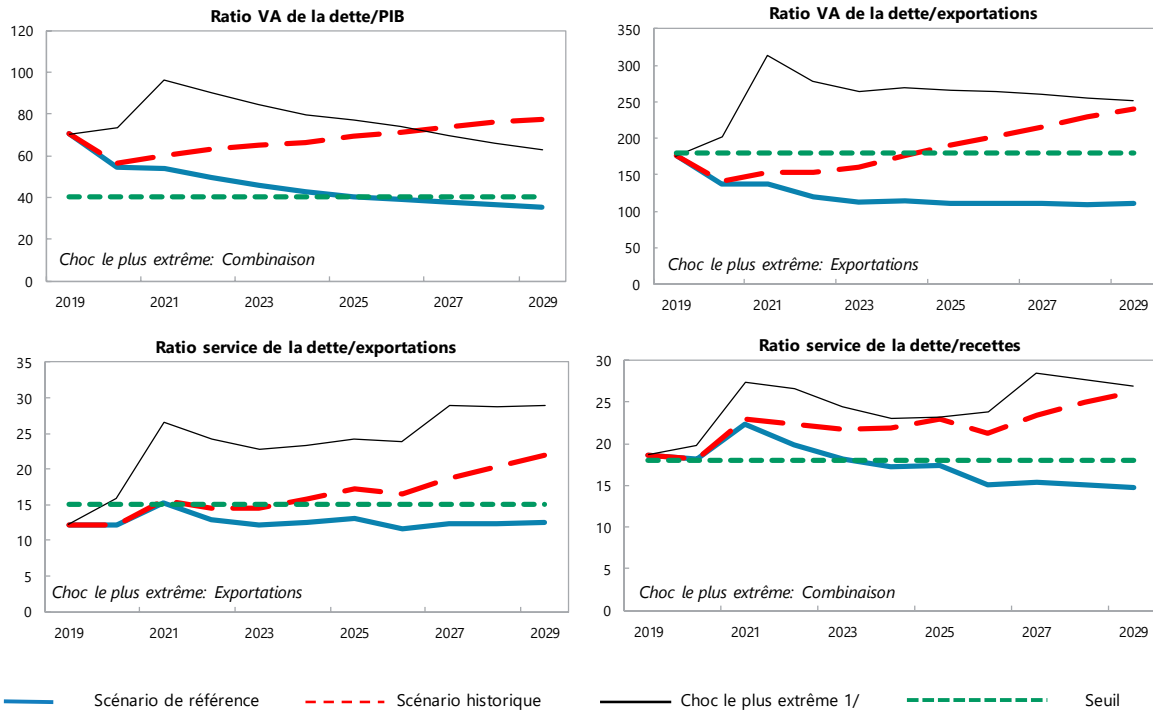 Ratio VA de la dette/PIB
120
100
80
60
40
20
0
Choc le plus extrême: Combinaison
2019 2021 2023 2025 2027 2029
Ratio VA de la dette/exportations
350
300
250
200
150
100
50
0
Choc le plus extrême: Exportations
2019 2021 2023 2025 2027 2029
Ratio service de la dette/exportations
35
30
25
20
15
10
5
0
Choc le plus extrême: Exportations
2019 2021 2023 2025 2027 2029
Ratio service de la dette/recettes
30
25
20
15
10
5
0
Choc le plus extrême: Combinaison
2019 2021 2023 2025 2027 2029
Scénario de référence Scénario historique Choc le plus extrême 1/ Seuil